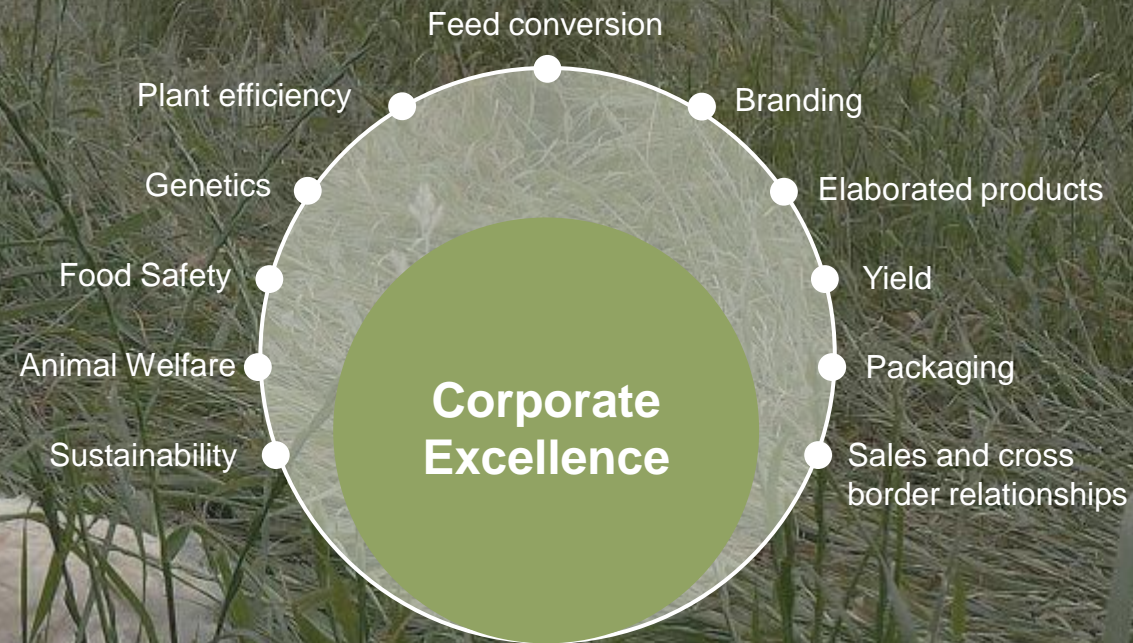 Feed conversion
Plant efficiency
Branding
Genetics
Elaborated products
Food Safety
Yield
Animal Welfare
Packaging
Corporate
Excellence
Sustainability
Sales and cross
border relationships